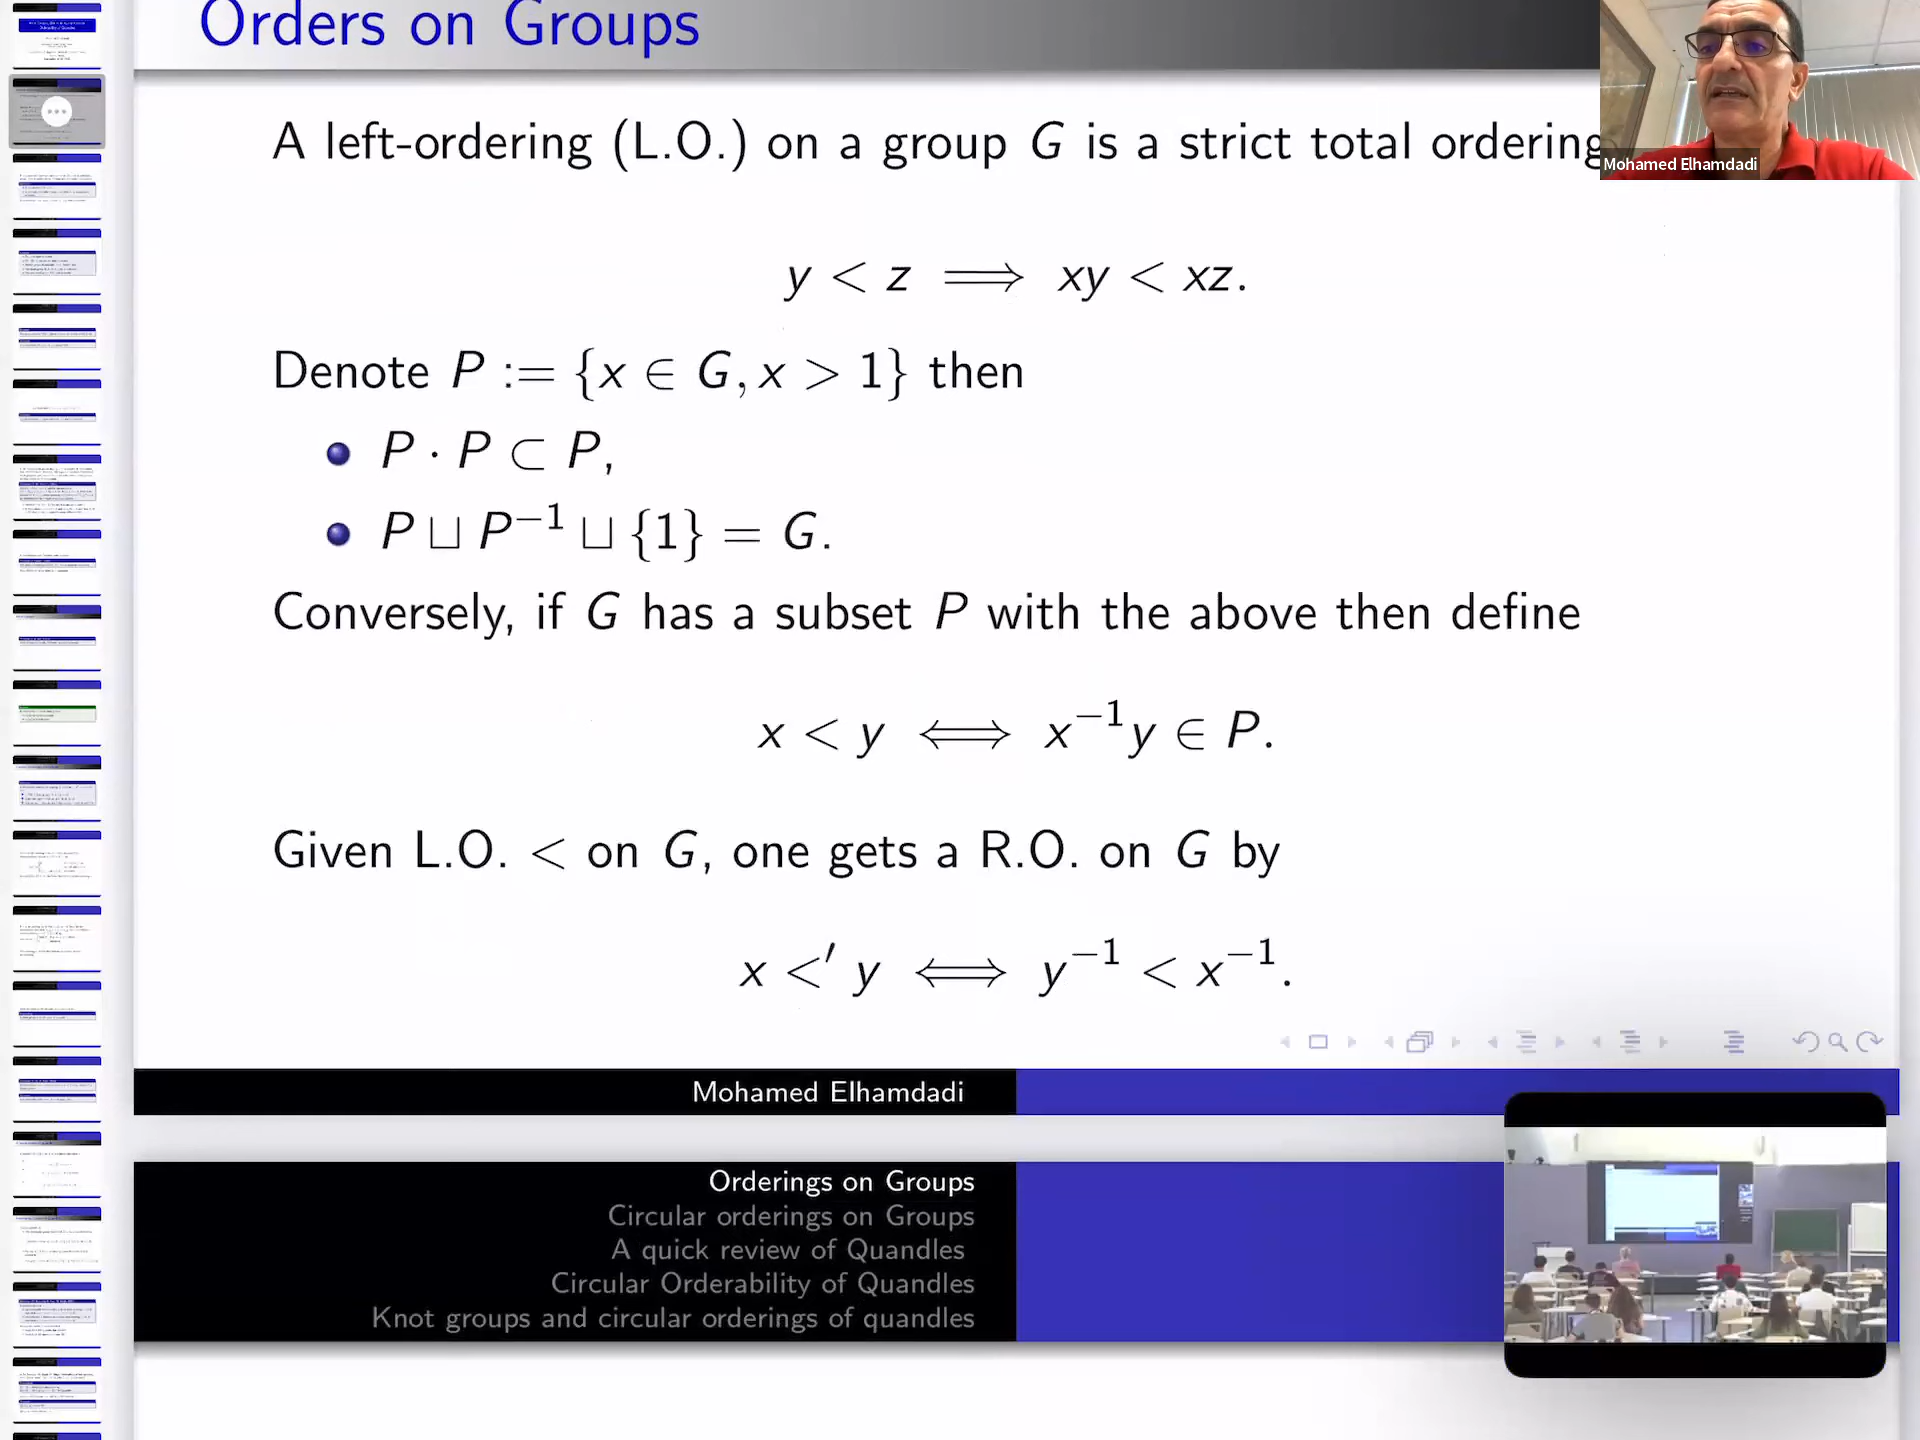 Orders on Groups
A left-ordering (L.O.) on a group G is a strict total ordering
y < z ⟹ xy < xz.
Denote P := {x ∈ G, x > 1} then
P · P ⊂ P,
P ⊔ P⁻¹ ⊔ {1} = G.
Conversely, if G has a subset P with the above then define
x < y ⟺ x⁻¹y ∈ P.
Given L.O. < on G, one gets a R.O. on G by
x <′ y ⟺ y⁻¹ < x⁻¹.
Mohamed Elhamdadi
Orderings on Groups
Circular orderings on Groups
A quick review of Quandles
Circular Orderability of Quandles
Knot groups and circular orderings of quandles
Mohamed Elhamdadi